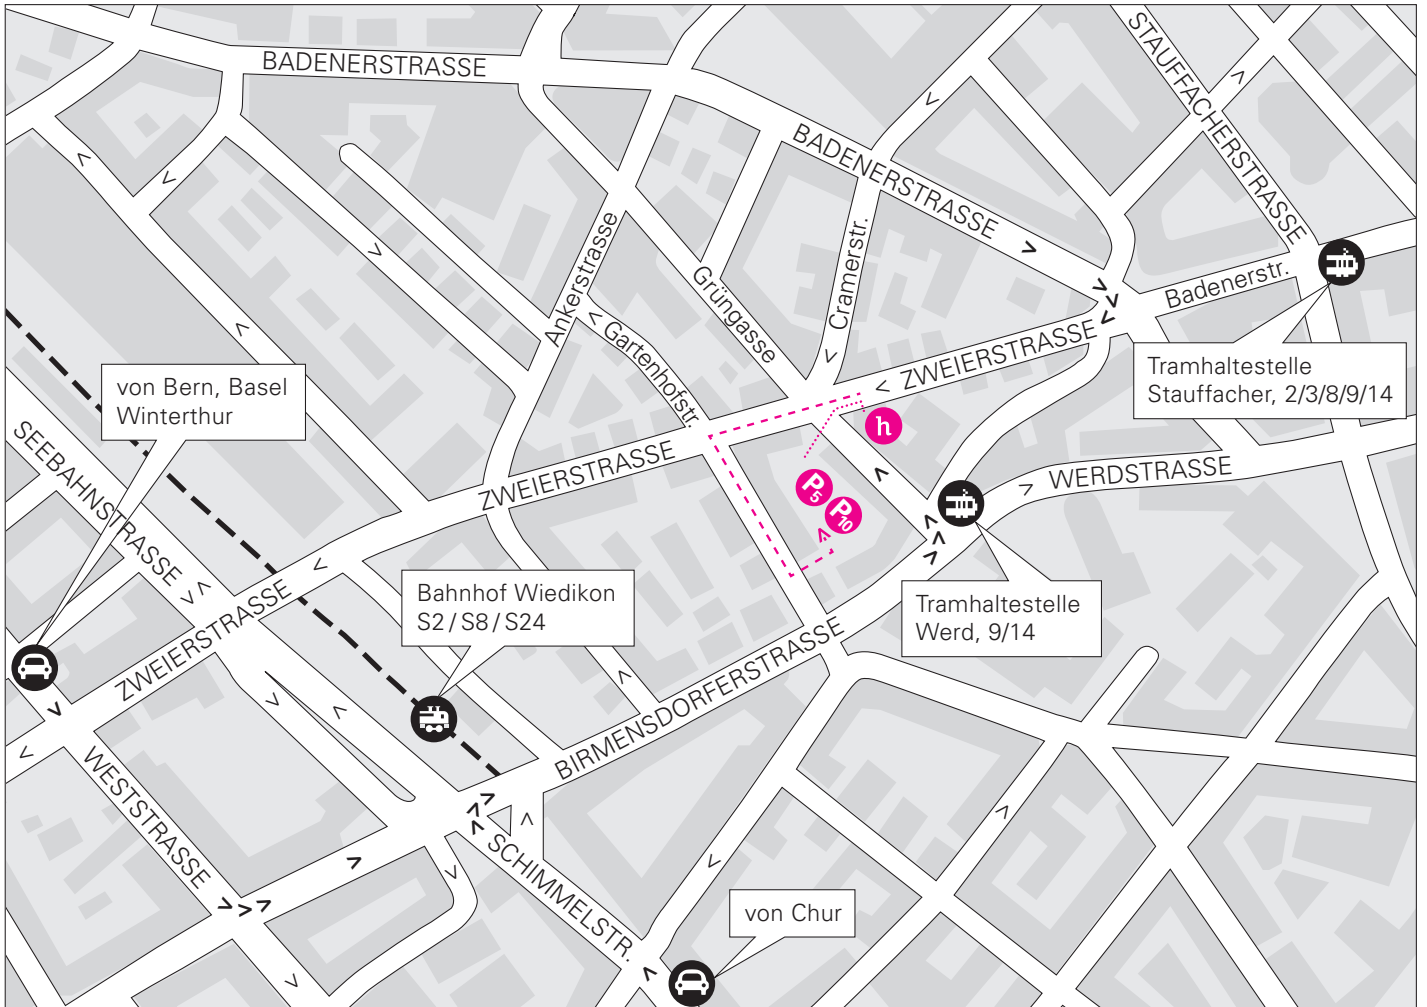 BADENERSTRASSE
STAUFFACHERSTRASSE
BADENERSTRASSE
Ankerstrasse
Grüngasse
Cramerstr.
Badenerstr.
Gartenhofstr.
ZWEIERSTRASSE
Tramhaltestelle
Stauffacher, 2/3/8/9/14
von Bern, Basel
Winterthur
h
SEEBAHNSTRASSE
ZWEIERSTRASSE
WERDSTRASSE
P5
P10
Bahnhof Wiedikon
S2 / S8 / S24
Tramhaltestelle
Werd, 9/14
ZWEIERSTRASSE
BIRMENSDORFERSTRASSE
WESTSTRASSE
SCHIMMELSTR.
von Chur